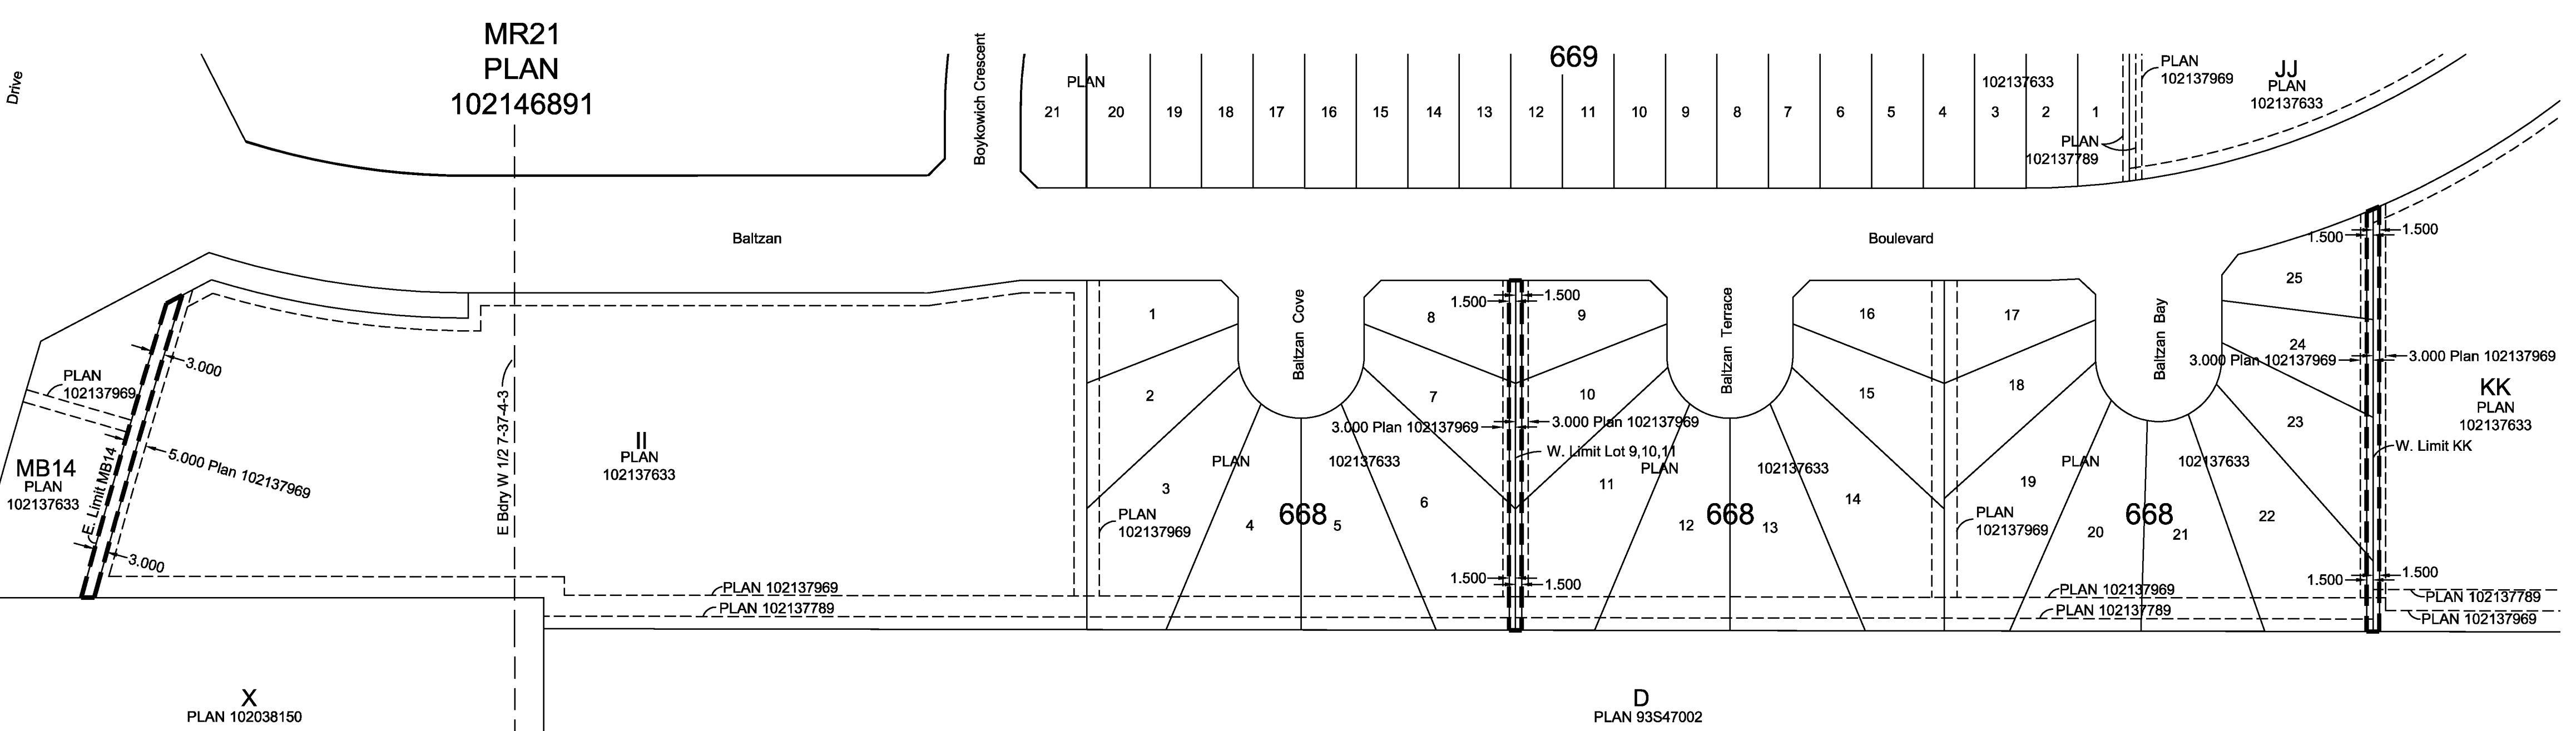 Drive
MR21
PLAN
102146891
Boykowich Crescent
669
PLAN
102137633
21
20
19
18
17
16
15
14
13
12
11
10
9
8
7
6
5
4
3
2
1
PLAN
102137969
PLAN
102137789
JJ
PLAN
102137633
Baltzan
Boulevard
MB14
PLAN
102137633
PLAN
102137969
E. Limit MB14
3.000
5.000 Plan 102137969
3.000
E Bdry W 1/2 7-37-4-3
II
PLAN
102137633
PLAN 102137969
PLAN 102137789
1
2
3
4
5
6
7
8
Baltzan Cove
PLAN
102137633
668
PLAN
102137969
1.500
1.500
3.000 Plan 102137969
3.000 Plan 102137969
W. Limit Lot 9,10,11
1.500
1.500
9
10
11
12
13
14
15
16
Baltzan Terrace
PLAN
102137633
668
17
18
19
20
21
22
23
24
25
Baltzan Bay
PLAN
102137633
668
PLAN
102137969
PLAN 102137969
PLAN 102137789
1.500
1.500
3.000 Plan 102137969
3.000 Plan 102137969
W. Limit KK
1.500
1.500
KK
PLAN
102137633
PLAN 102137789
PLAN 102137969
X
PLAN 102038150
D
PLAN 93S47002